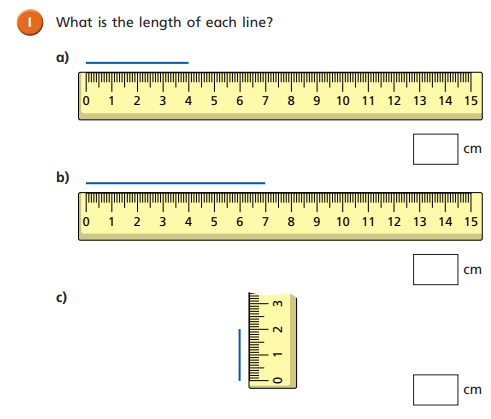 1 What is the length of each line?
a)
0 1 2 3 4 5 6 7 8 9 10 11 12 13 14 15
cm
b)
0 1 2 3 4 5 6 7 8 9 10 11 12 13 14 15
cm
c)
0 1 2 3
cm